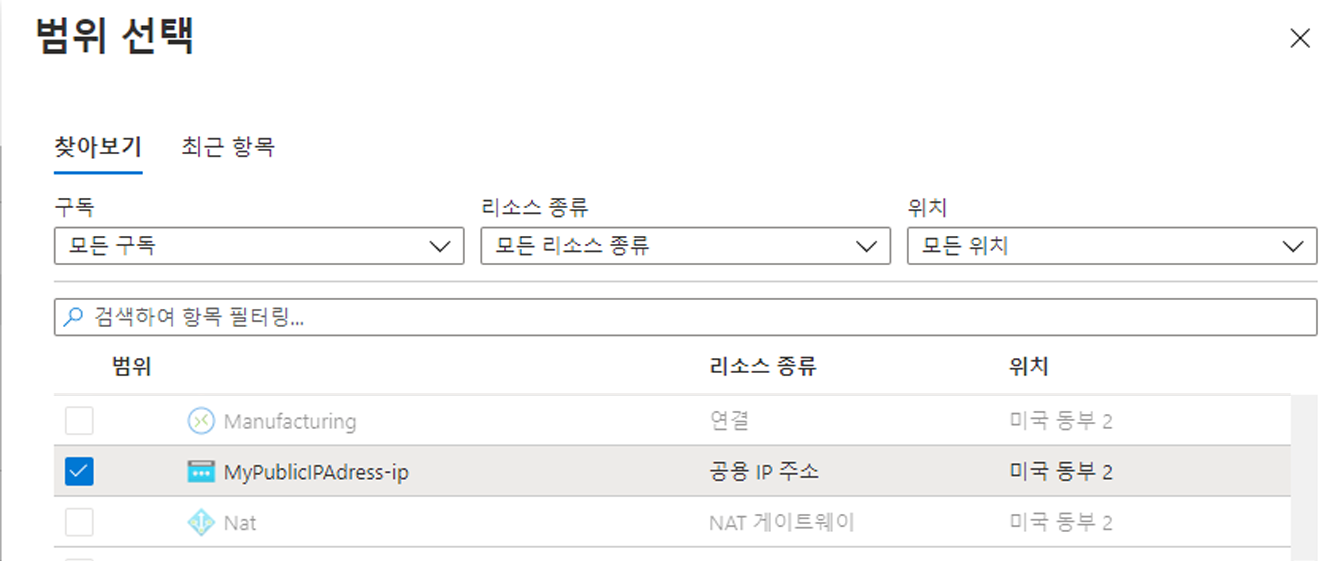 범위 선택
찾아보기 최근 항목
구독 리소스 종류 위치
모든 구독 모든 리소스 종류 모든 위치
검색하여 항목 필터링...
범위 리소스 종류 위치
Manufacturing 연결 미국 동부 2
MyPublicIPAdress-ip 공용 IP 주소 미국 동부 2
Nat NAT 게이트웨이 미국 동부 2